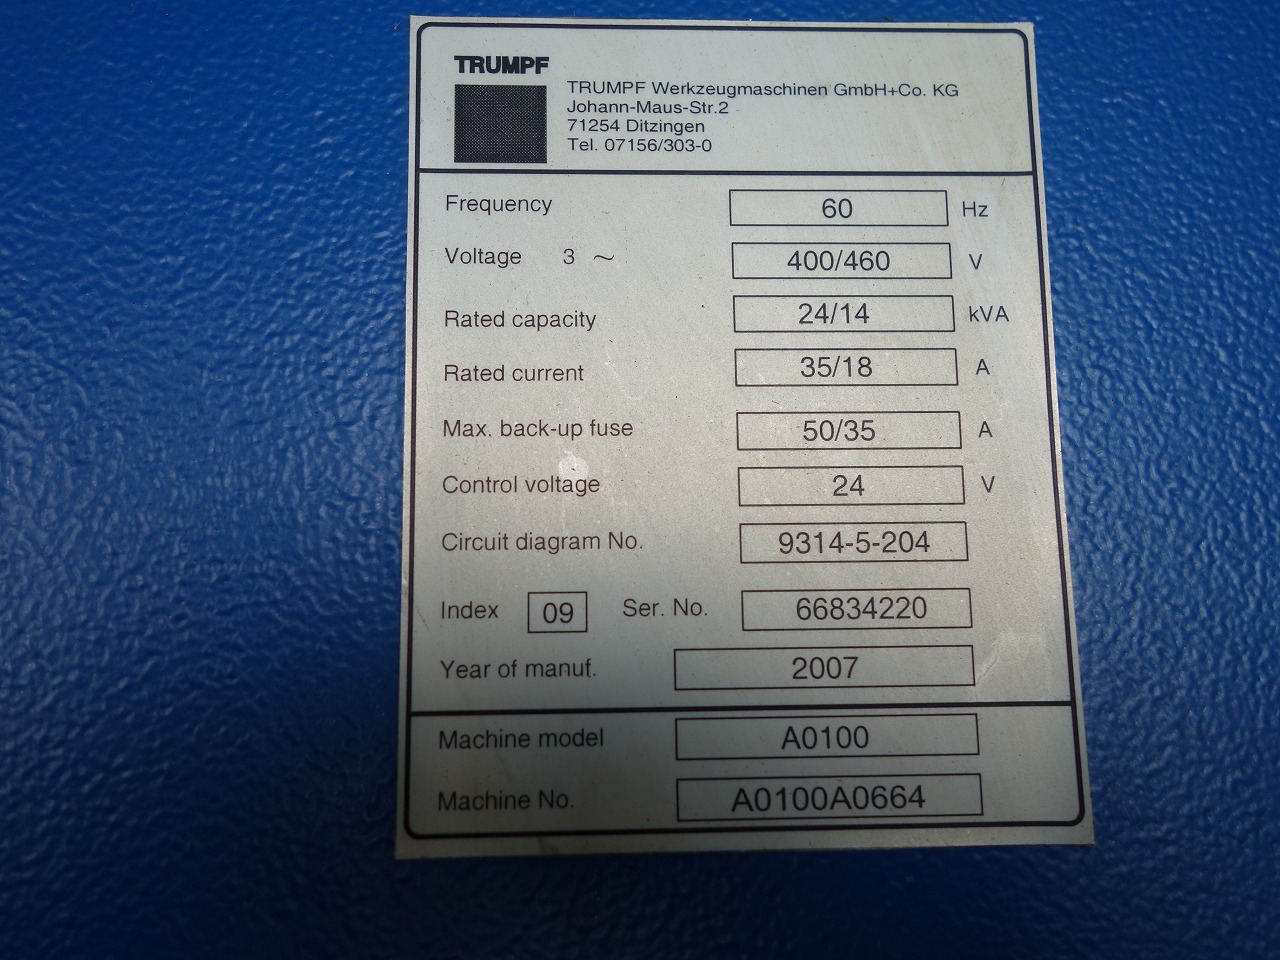 TRUMPF
TRUMPF Werkzeugmaschinen GmbH+Co. KG
Johann-Maus-Str.2
71254 Ditzingen
Tel. 07156/303-0
Frequency 60 Hz
Voltage 3 ~ 400/460 V
Rated capacity 24/14 kVA
Rated current 35/18 A
Max. back-up fuse 50/35 A
Control voltage 24 V
Circuit diagram No. 9314-5-204
Index 09 Ser. No. 66834220
Year of manuf. 2007
Machine model A0100
Machine No. A0100A0664